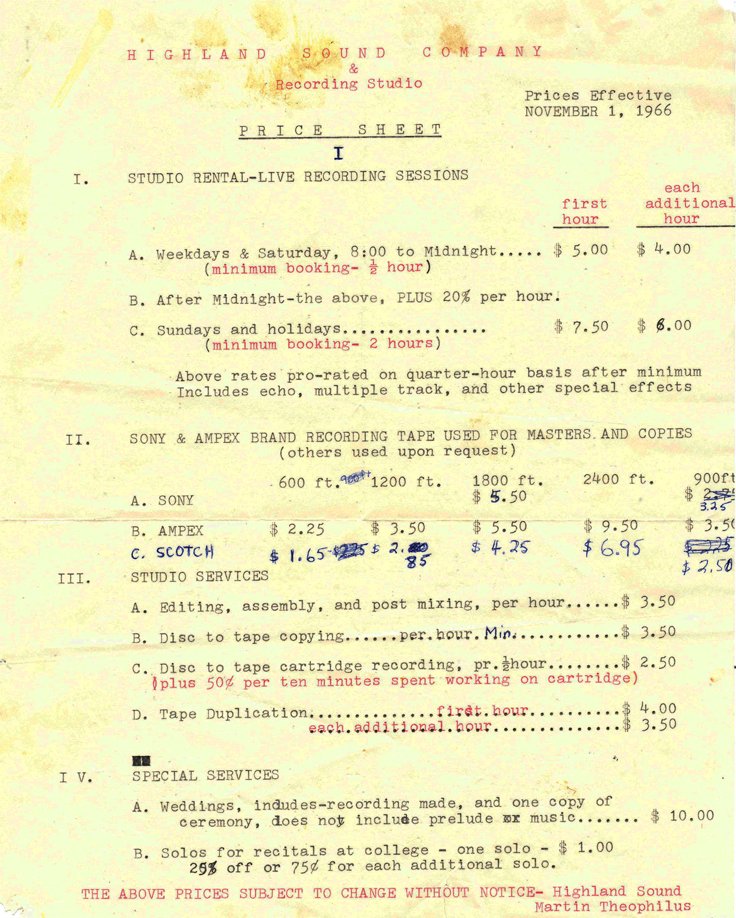 HIGHLAND SOUND COMPANY
&
Recording Studio
Prices Effective
NOVEMBER 1, 1966
PRICE SHEET
I
I. STUDIO RENTAL-LIVE RECORDING SESSIONS
first hour each additional hour
A. Weekdays & Saturday, 8:00 to Midnight..... $ 5.00 $ 4.00
(minimum booking- ½ hour)
B. After Midnight-the above, PLUS 20% per hour.
C. Sundays and holidays................ $ 7.50 $ 6.00
(minimum booking- 2 hours)
Above rates pro-rated on quarter-hour basis after minimum
Includes echo, multiple track, and other special effects
II. SONY & AMPEX BRAND RECORDING TAPE USED FOR MASTERS AND COPIES
(others used upon request)
600 ft. 1200 ft. 1800 ft. 2400 ft. 900ft
A. SONY $ 5.50 $ 3.25
B. AMPEX $ 2.25 $ 3.50 $ 5.50 $ 9.50 $ 3.50
C. SCOTCH $ 1.65 $ 2.85 $ 4.25 $ 6.95 $ 2.50
III. STUDIO SERVICES
A. Editing, assembly, and post mixing, per hour......$ 3.50
B. Disc to tape copying......per.hour. Min.............$ 3.50
C. Disc to tape cartridge recording, pr.½hour........$ 2.50
(plus 50¢ per ten minutes spent working on cartridge)
D. Tape Duplication..............first.hour..........$ 4.00
each.additional.hour..............$ 3.50
IV. SPECIAL SERVICES
A. Weddings, includes-recording made, and one copy of
ceremony, does not include prelude or music....... $ 10.00
B. Solos for recitals at college - one solo - $ 1.00
25% off or 75¢ for each additional solo.
THE ABOVE PRICES SUBJECT TO CHANGE WITHOUT NOTICE- Highland Sound
Martin Theophilus